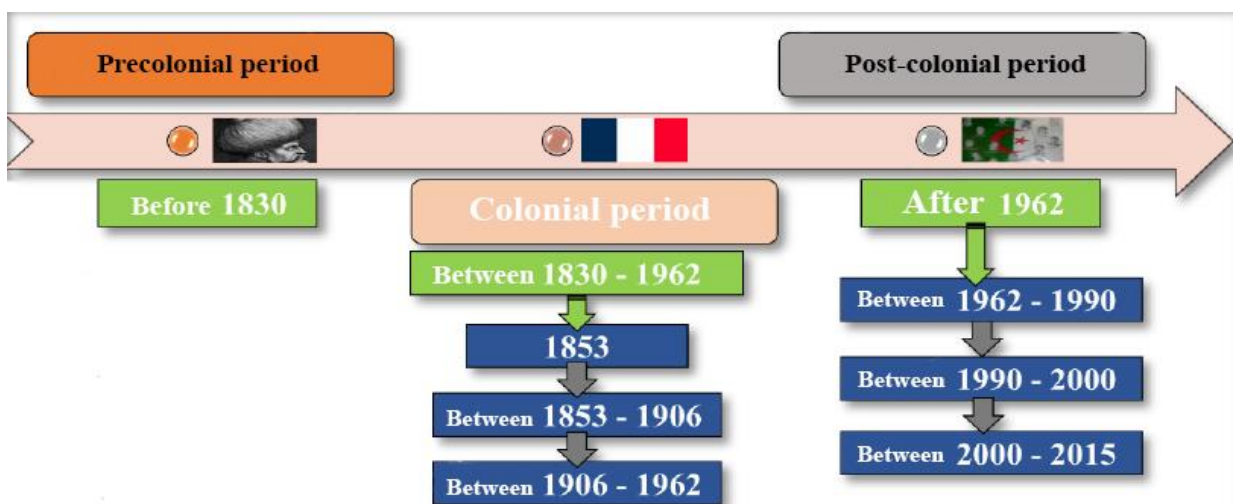 Precolonial period
Post-colonial period
Before 1830
Colonial period
After 1962
Between 1830 - 1962
1853
Between 1853 - 1906
Between 1906 - 1962
Between 1962 - 1990
Between 1990 - 2000
Between 2000 - 2015